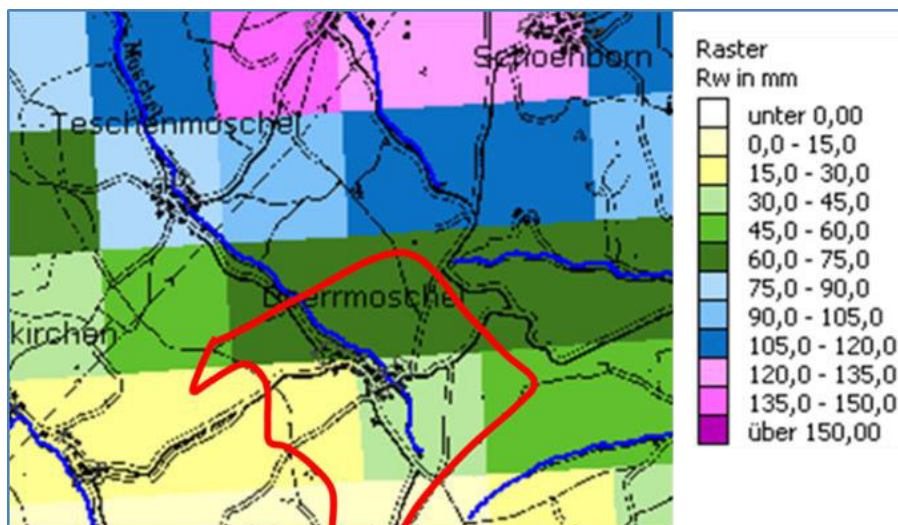 Schoenborn
Moschel
Teschenmoschel
Doerrmoschel
kirchen
Raster
Rw in mm
unter 0,00
0,0 - 15,0
15,0 - 30,0
30,0 - 45,0
45,0 - 60,0
60,0 - 75,0
75,0 - 90,0
90,0 - 105,0
105,0 - 120,0
120,0 - 135,0
135,0 - 150,0
über 150,00